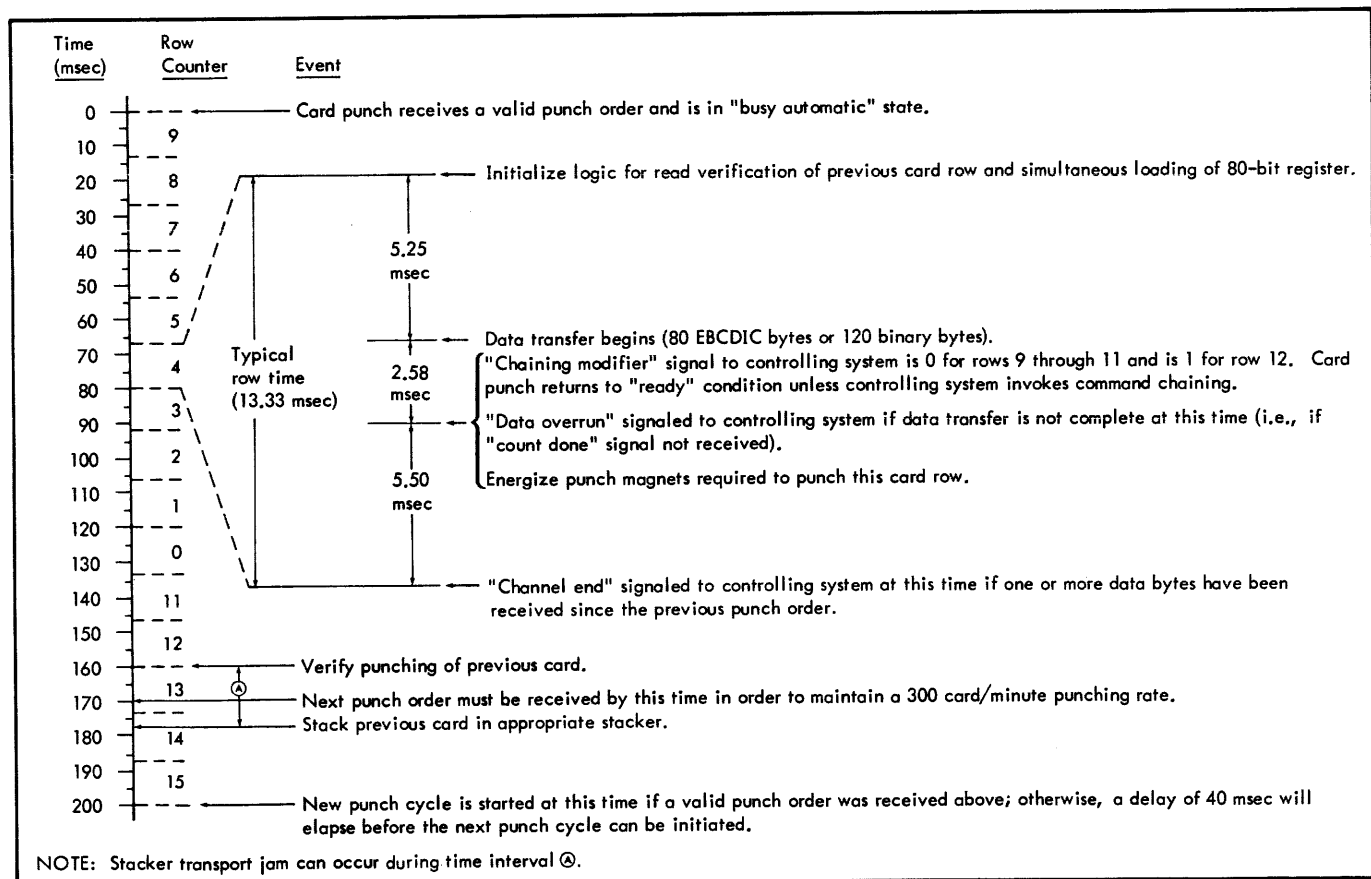 Time
(msec)
Row
Counter
Event
0
10
20
30
40
50
60
70
80
90
100
110
120
130
140
150
160
170
180
190
200
9
8
7
6
5
4
3
2
1
0
11
12
13
14
15
Card punch receives a valid punch order and is in "busy automatic" state.
Initialize logic for read verification of previous card row and simultaneous loading of 80-bit register.
5.25
msec
Typical
row time
(13.33 msec)
Data transfer begins (80 EBCDIC bytes or 120 binary bytes).
2.58
msec
"Chaining modifier" signal to controlling system is 0 for rows 9 through 11 and is 1 for row 12. Card
punch returns to "ready" condition unless controlling system invokes command chaining.
"Data overrun" signaled to controlling system if data transfer is not complete at this time (i.e., if
"count done" signal not received).
Energize punch magnets required to punch this card row.
5.50
msec
"Channel end" signaled to controlling system at this time if one or more data bytes have been
received since the previous punch order.
Verify punching of previous card.
Ⓐ
Next punch order must be received by this time in order to maintain a 300 card/minute punching rate.
Stack previous card in appropriate stacker.
New punch cycle is started at this time if a valid punch order was received above; otherwise, a delay of 40 msec will
elapse before the next punch cycle can be initiated.
NOTE: Stacker transport jam can occur during time interval Ⓐ.